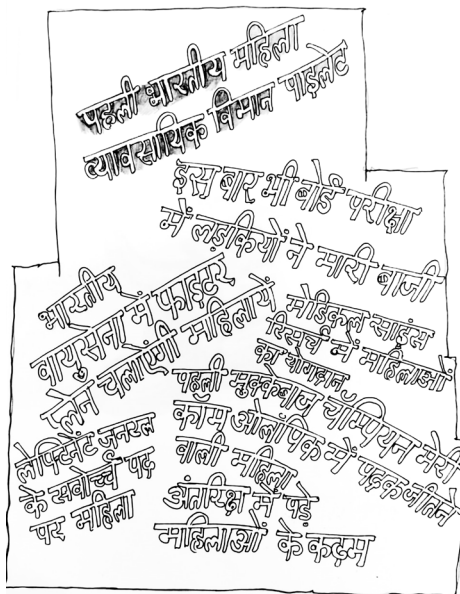 पहली भारतीय महिला
व्यावसायिक विमान पाइलेट
इस बार भी बोर्ड परीक्षा
में लड़कियों ने मारी बाजी
भारतीय
वायुसेना में फाइटर
प्लेन चलाएंगी महिलायें
मेडिकल साइंस
रिसर्च में महिलाओं
का योगदान
पहली मुक्केबाज चॅम्पियन मेरी
काम ओलंपिक में पदक जीतने
वाली महिला
लेफ्टिनेंट जनरल
के सर्वोच्च पद
पर महिला
अंतरिक्ष में पड़े
महिलाओं के कदम